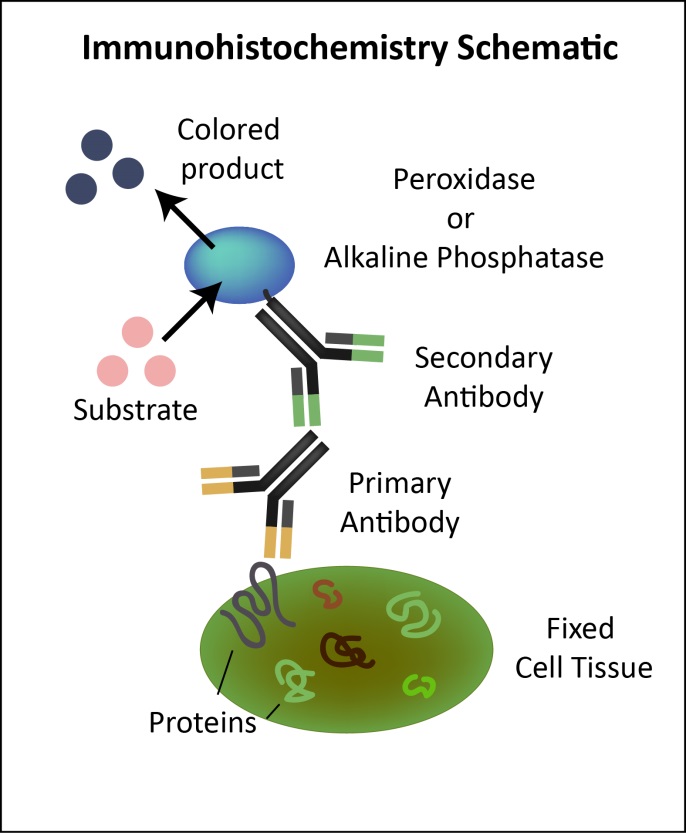 Immunohistochemistry Schematic
Colored
product
Peroxidase
or
Alkaline Phosphatase
Substrate
Secondary
Antibody
Primary
Antibody
Fixed
Cell Tissue
Proteins